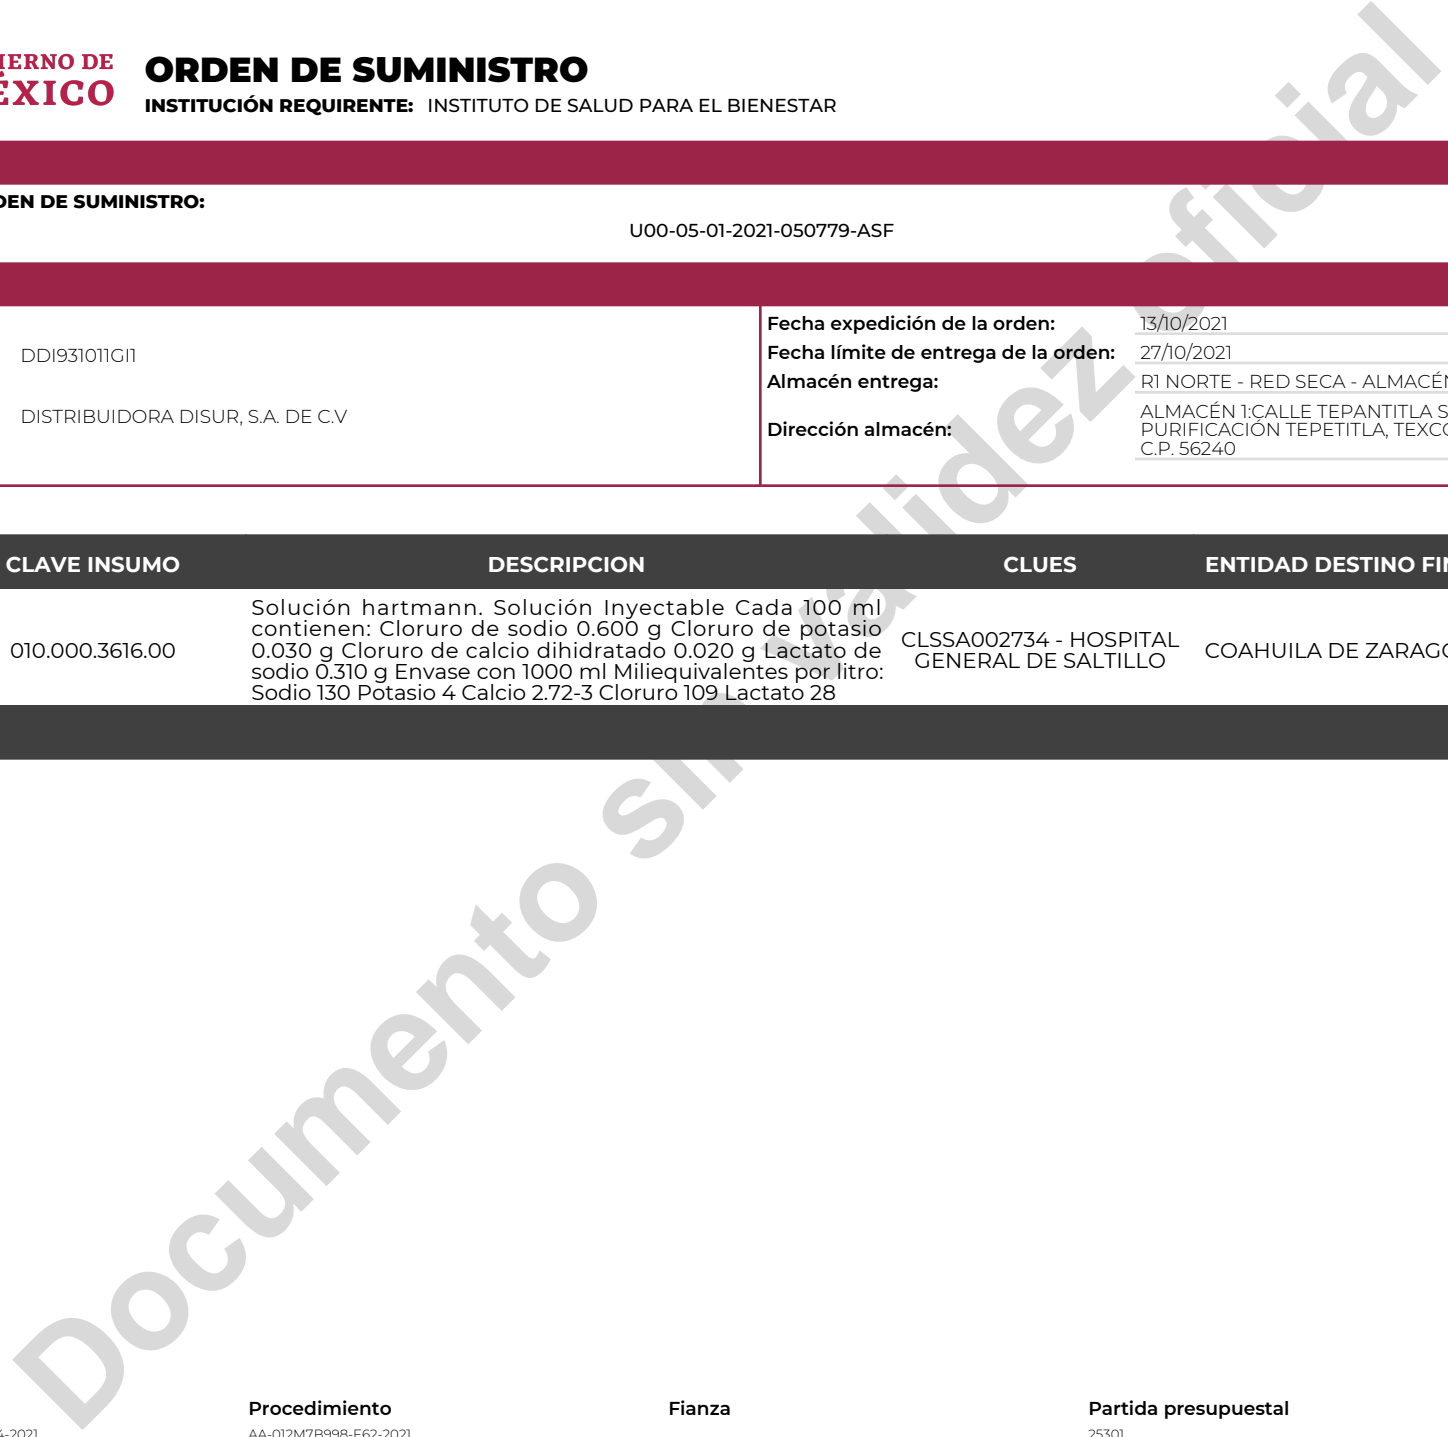 ORDEN DE SUMINISTRO
INSTITUCIÓN REQUIRENTE: INSTITUTO DE SALUD PARA EL BIENESTAR
DE SUMINISTRO:
U00-05-01-2021-050779-ASF
DDI931011GI1
DISTRIBUIDORA DISUR, S.A. DE C.V
Fecha expedición de la orden: 13/10/2021
Fecha límite de entrega de la orden: 27/10/2021
Almacén entrega: R1 NORTE - RED SECA - ALMACÉN
Dirección almacén:
ALMACÉN 1:CALLE TEPANTITLA S
PURIFICACIÓN TEPETITLA, TEXCO
C.P. 56240
CLAVE INSUMO DESCRIPCION CLUES ENTIDAD DESTINO FIN
010.000.3616.00
Solución hartmann. Solución Inyectable Cada 100 ml
contienen: Cloruro de sodio 0.600 g Cloruro de potasio
0.030 g Cloruro de calcio dihidratado 0.020 g Lactato de
sodio 0.310 g Envase con 1000 ml Miliequivalentes por litro:
Sodio 130 Potasio 4 Calcio 2.72-3 Cloruro 109 Lactato 28
CLSSA002734 - HOSPITAL
GENERAL DE SALTILLO
COAHUILA DE ZARAGO
Documento sin validez oficial
Procedimiento Fianza Partida presupuestal
4-2021 AA-012M7B998-E62-2021 25301